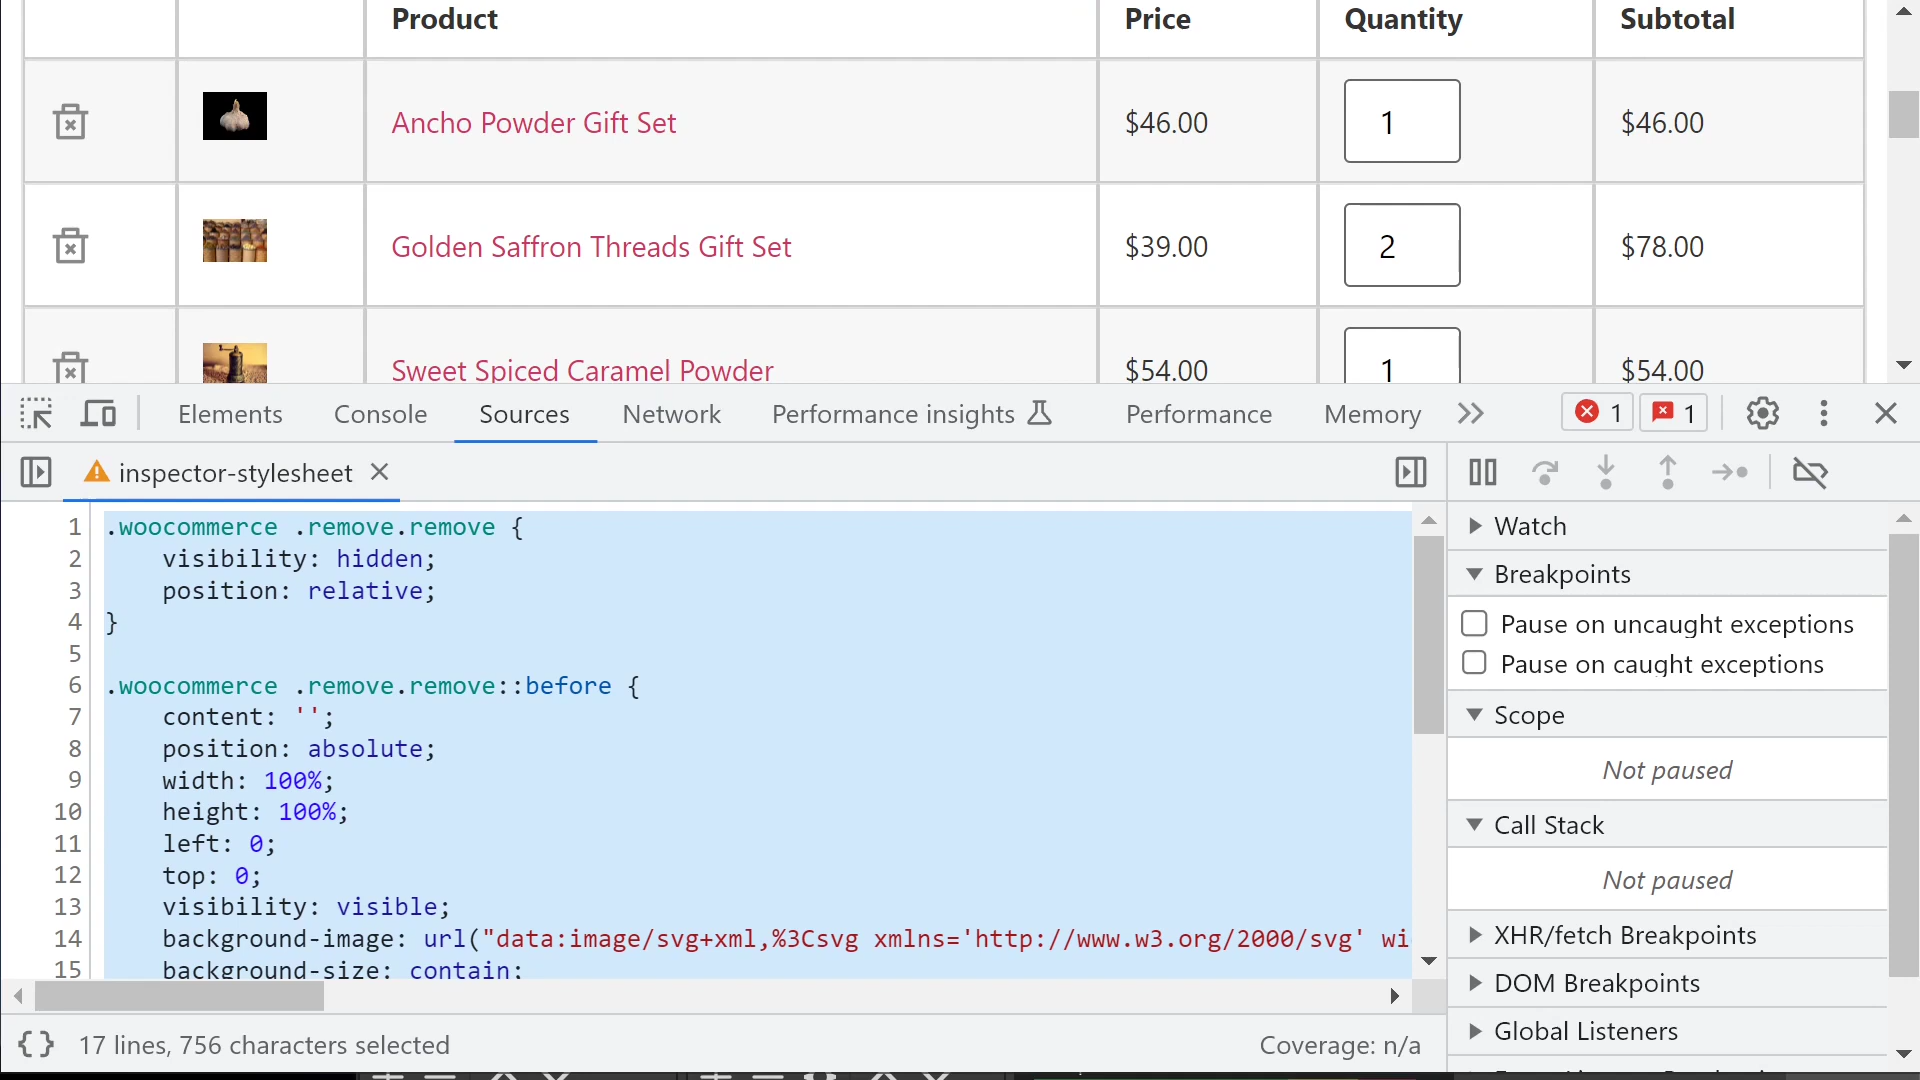 Product Price Quantity Subtotal
Ancho Powder Gift Set $46.00 1 $46.00
Golden Saffron Threads Gift Set $39.00 2 $78.00
Sweet Spiced Caramel Powder $54.00 1 $54.00
Elements Console Sources Network Performance insights Performance Memory 1 1
inspector-stylesheet
1 .woocommerce .remove.remove {
2 visibility: hidden;
3 position: relative;
4 }
5
6 .woocommerce .remove.remove::before {
7 content: '';
8 position: absolute;
9 width: 100%;
10 height: 100%;
11 left: 0;
12 top: 0;
13 visibility: visible;
14 background-image: url("data:image/svg+xml,%3Csvg xmlns='http://www.w3.org/2000/svg' wi
15 background-size: contain;
{ } 17 lines, 756 characters selected Coverage: n/a
Watch
Breakpoints
Pause on uncaught exceptions
Pause on caught exceptions
Scope
Not paused
Call Stack
Not paused
XHR/fetch Breakpoints
DOM Breakpoints
Global Listeners